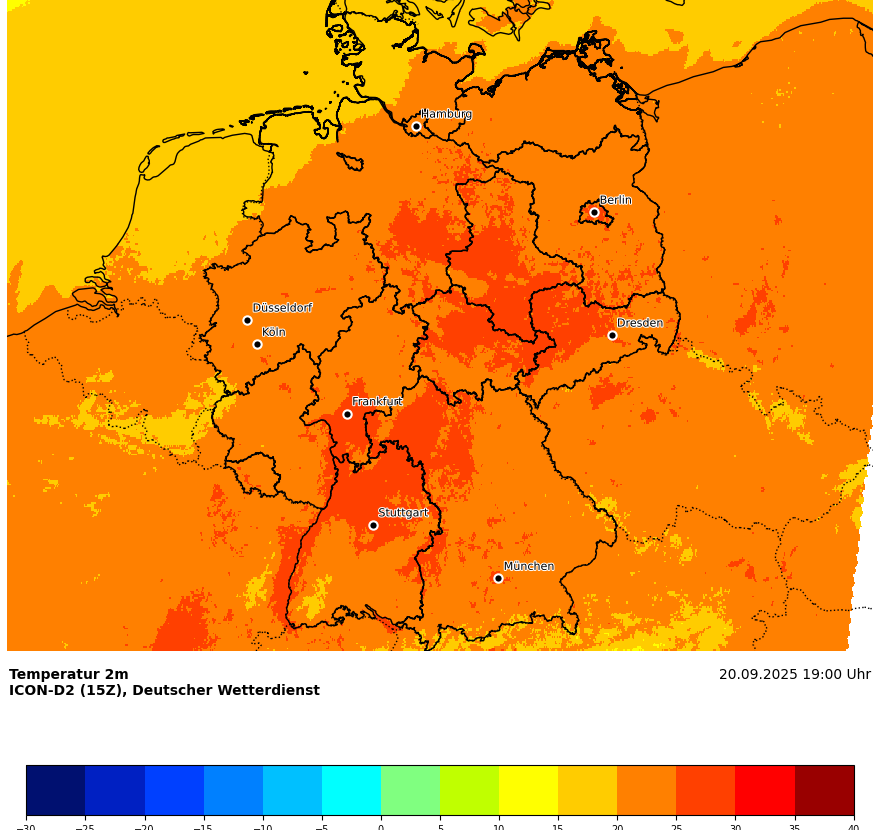 Hamburg
Berlin
Düsseldorf
Köln
Dresden
Frankfurt
Stuttgart
München
Temperatur 2m
20.09.2025 19:00 Uhr
ICON-D2 (15Z), Deutscher Wetterdienst
−30 −25 −20 −15 −10 −5 0 5 10 15 20 25 30 35 40